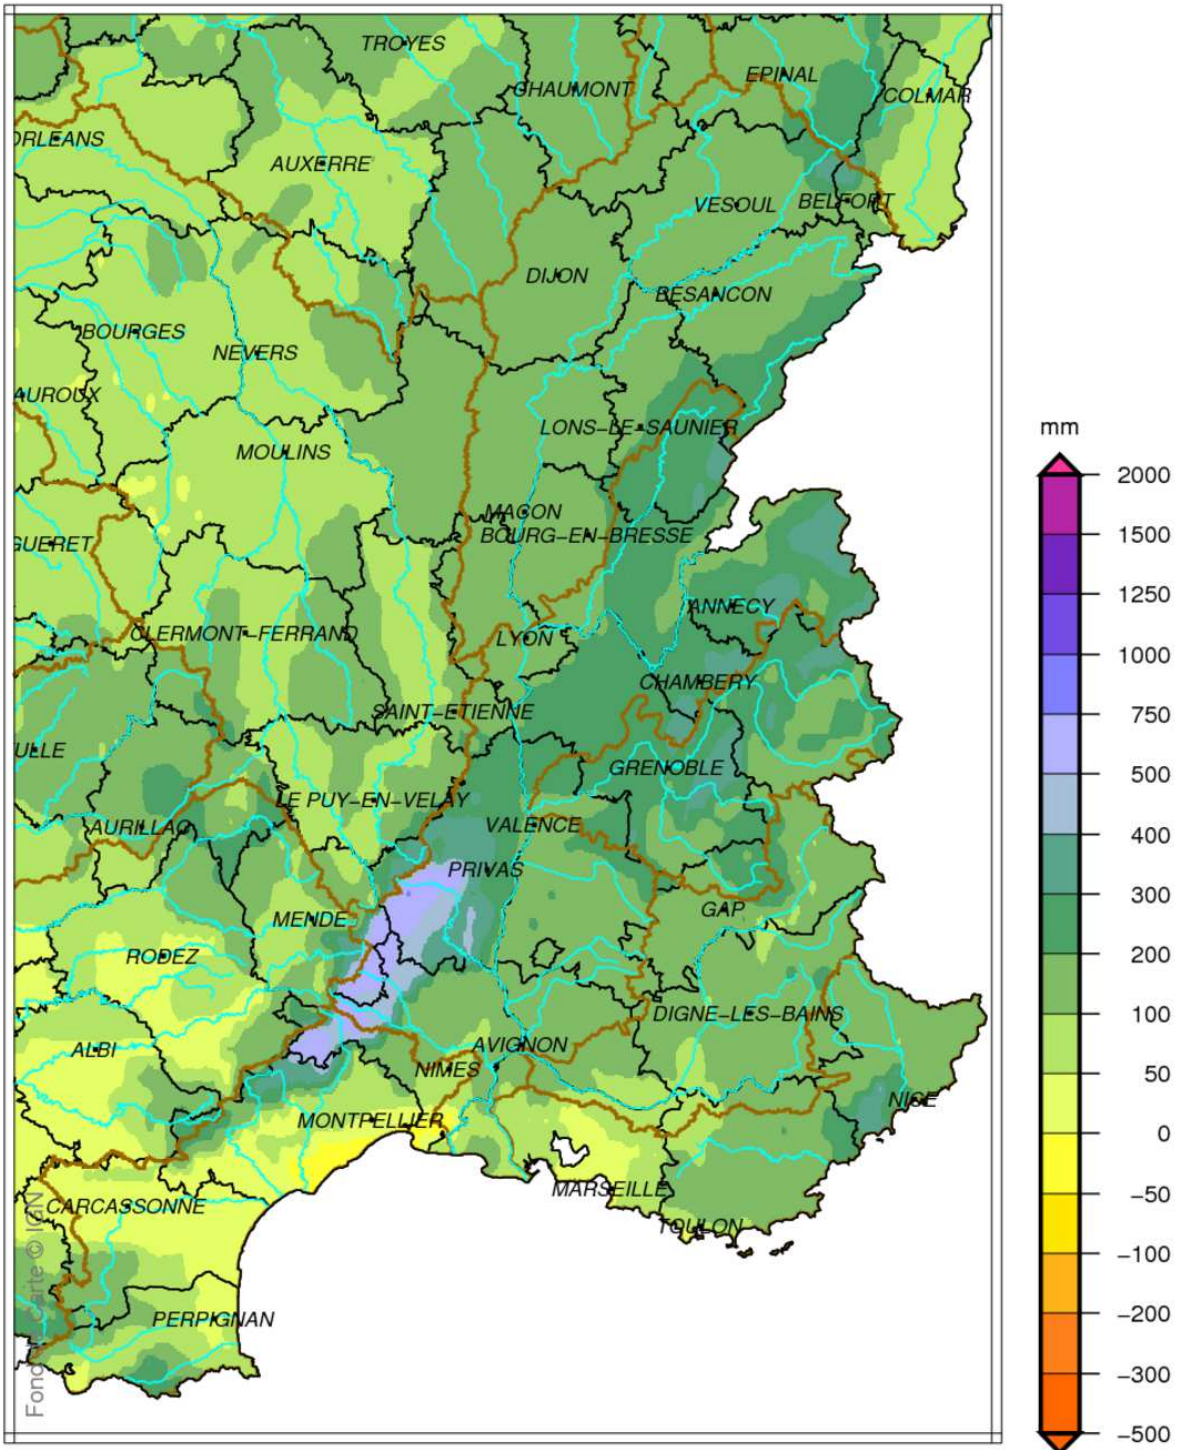 TROYES
CHAUMONT
EPINAL
COLMAR
ORLEANS
AUXERRE
VESOUL
BELFORT
DIJON
BESANCON
BOURGES
NEVERS
AUROUX
LONS-LE-SAUNIER
MOULINS
MACON
BOURG-EN-BRESSE
GUERET
ANNECY
CLERMONT-FERRAND
LYON
CHAMBERY
SAINT-ETIENNE
ULLE
GRENOBLE
LE PUY-EN-VELAY
AURILLAC
VALENCE
PRIVAS
GAP
MENDE
RODEZ
DIGNE-LES-BAINS
ALBI
AVIGNON
NIMES
NICE
MONTPELLIER
MARSEILLE
CARCASSONNE
TOULON
PERPIGNAN
mm
2000
1500
1250
1000
750
500
400
300
200
100
50
0
-50
-100
-200
-300
-500